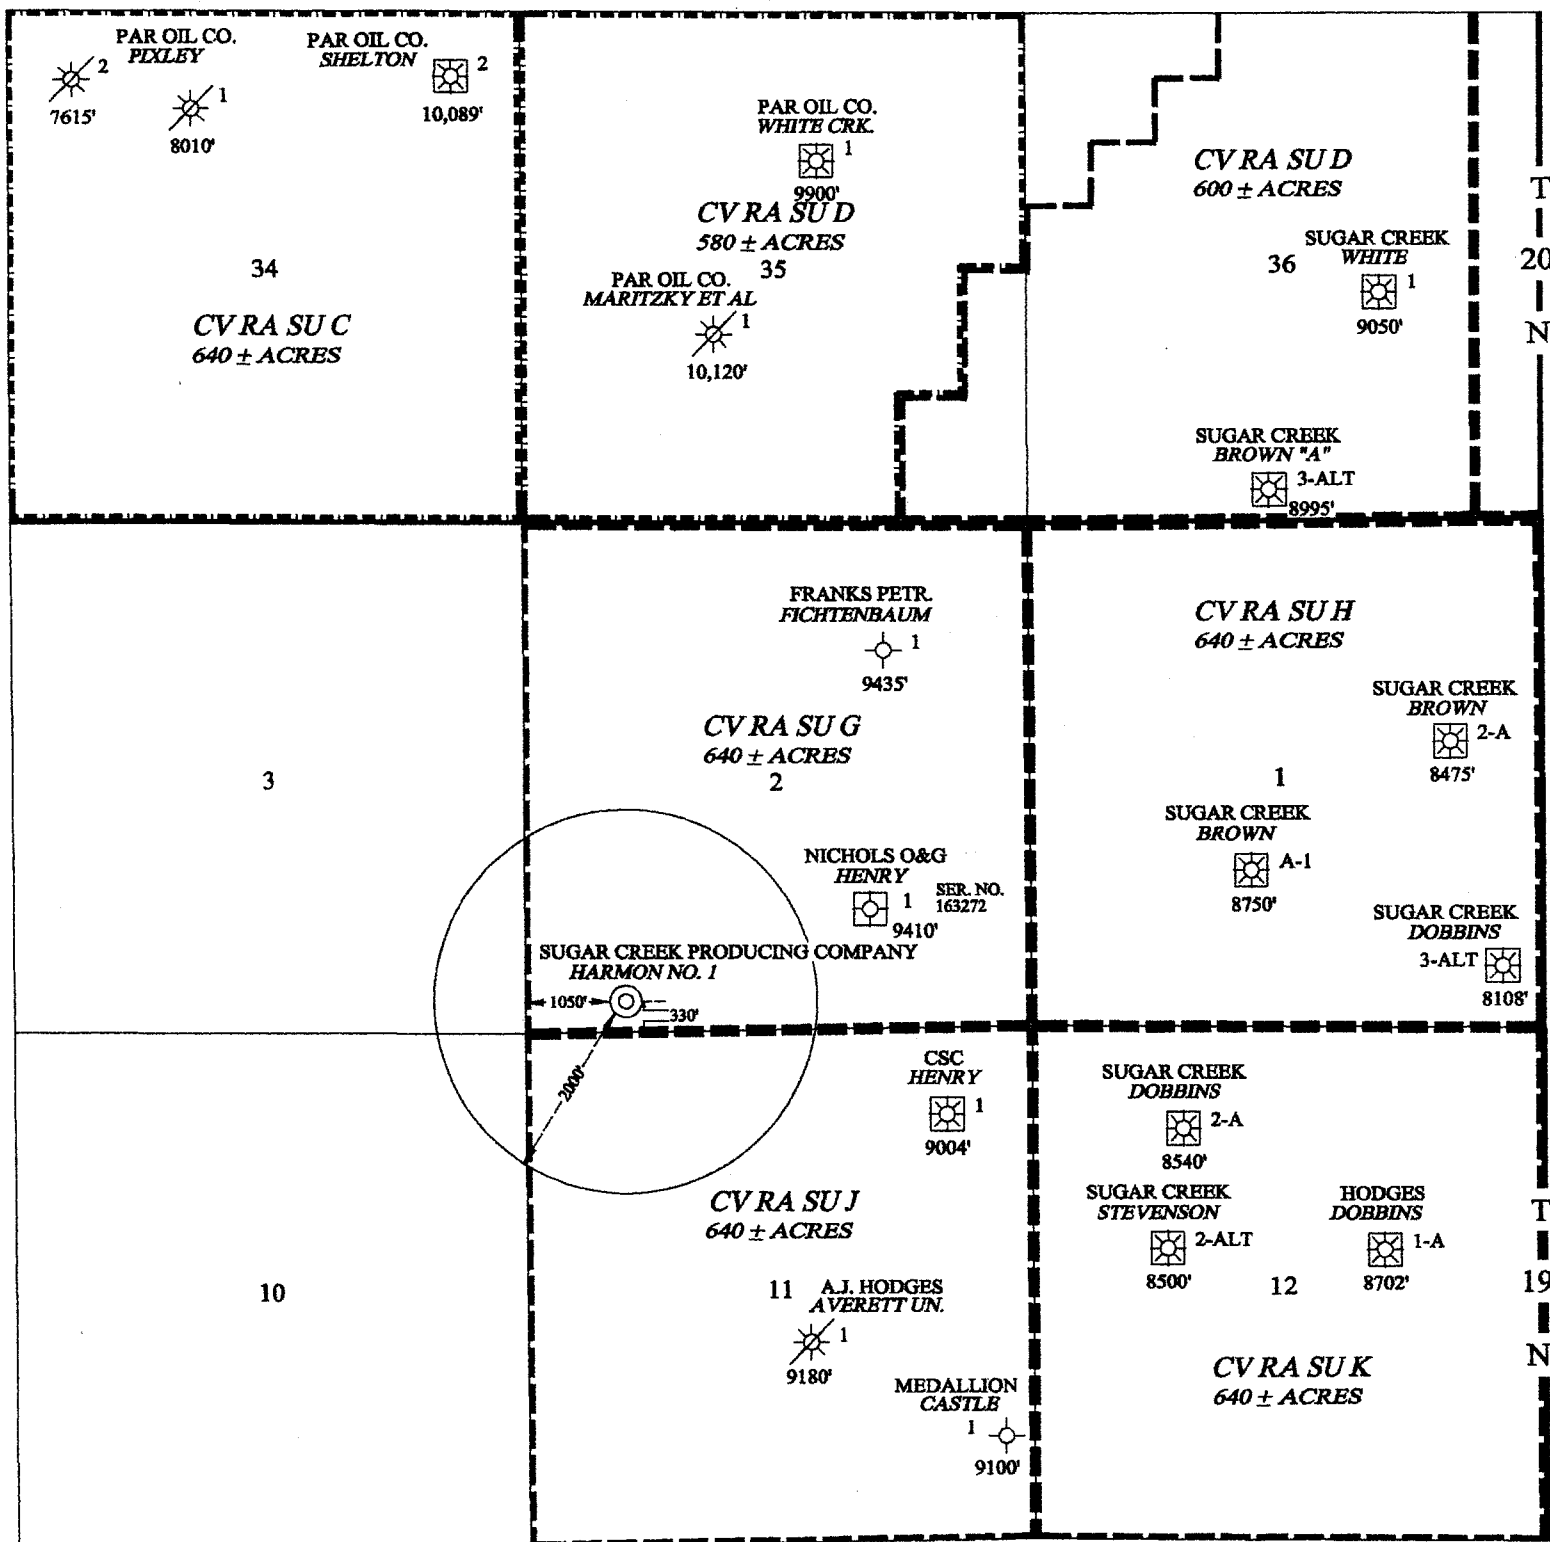 PAR OIL CO.
PIXLEY
2
7615'
1
8010'
PAR OIL CO.
SHELTON
2
10,089'
34
CV RA SU C
640 ± ACRES
PAR OIL CO.
WHITE CRK.
1
9900'
CV RA SU D
580 ± ACRES
35
PAR OIL CO.
MARITZKY ET AL
1
10,120'
CV RA SU D
600 ± ACRES
36
SUGAR CREEK
WHITE
1
9050'
SUGAR CREEK
BROWN "A"
3-ALT
8995'
T
20
N
3
FRANKS PETR.
FICHTENBAUM
1
9435'
CV RA SU G
640 ± ACRES
2
NICHOLS O&G
HENRY
1
SER. NO.
163272
9410'
SUGAR CREEK PRODUCING COMPANY
HARMON NO. 1
1050'
330'
2000'
CV RA SU H
640 ± ACRES
SUGAR CREEK
BROWN
2-A
8475'
1
SUGAR CREEK
BROWN
A-1
8750'
SUGAR CREEK
DOBBINS
3-ALT
8108'
10
CSC
HENRY
1
9004'
CV RA SU J
640 ± ACRES
11
A.J. HODGES
AVERETT UN.
1
9180'
MEDALLION
CASTLE
1
9100'
SUGAR CREEK
DOBBINS
2-A
8540'
SUGAR CREEK
STEVENSON
2-ALT
8500'
HODGES
DOBBINS
1-A
8702'
12
CV RA SU K
640 ± ACRES
T
19
N